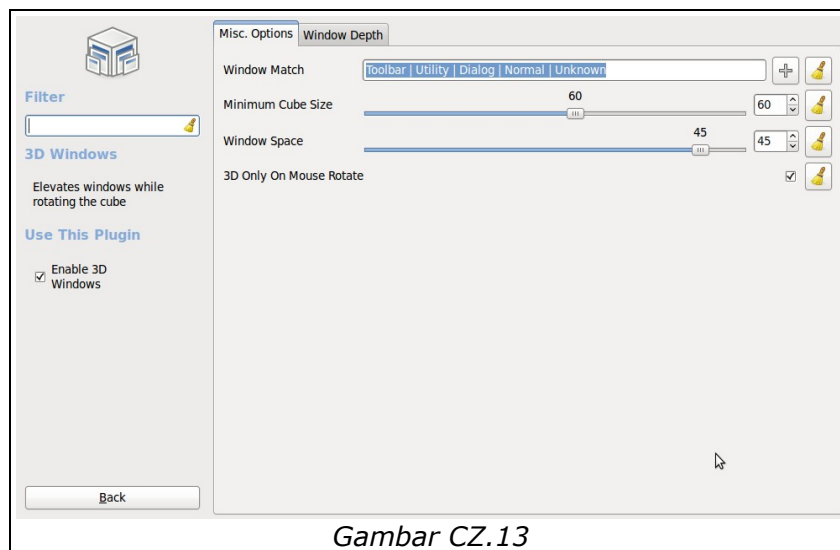 Misc. Options Window Depth
Window Match Toolbar | Utility | Dialog | Normal | Unknown
Filter
60
Minimum Cube Size 60
3D Windows
45
Window Space 45
Elevates windows while
rotating the cube
3D Only On Mouse Rotate
Use This Plugin
Enable 3D
Windows
Back
Gambar CZ.13